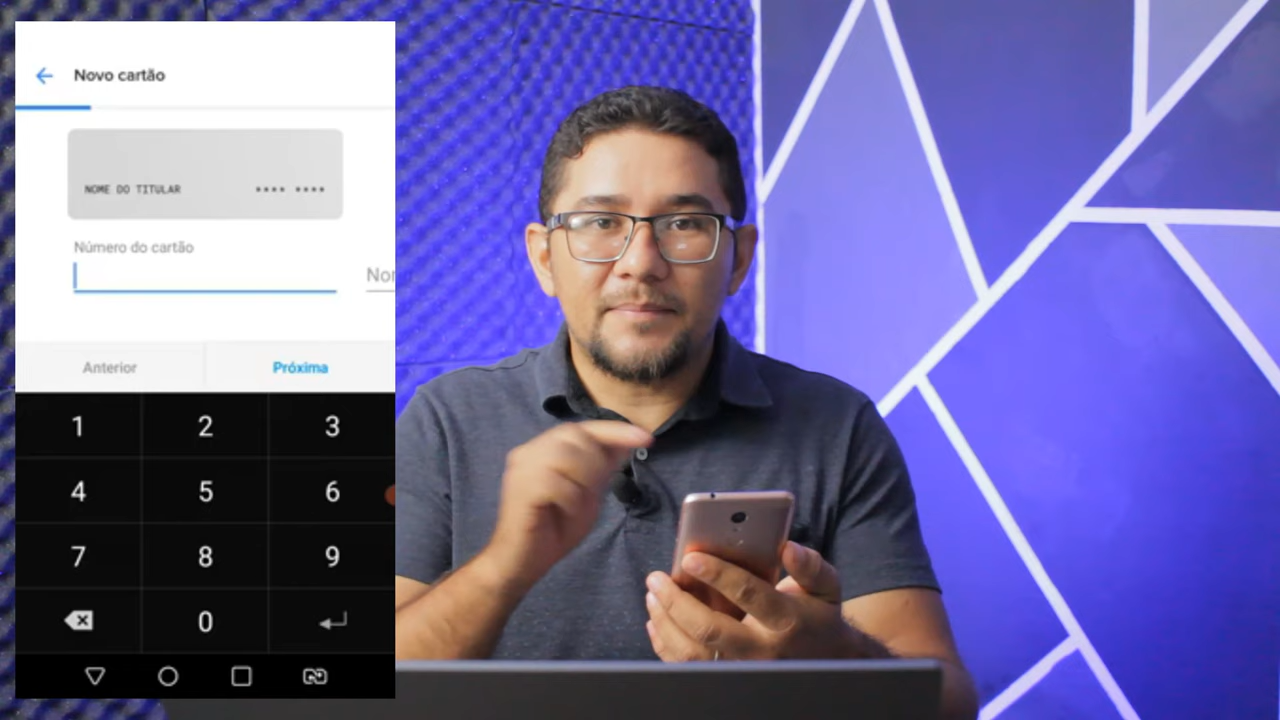 Novo cartão
NOME DO TITULAR **** ****
Número do cartão
Anterior
Próxima
1 2 3
4 5 6
7 8 9
0